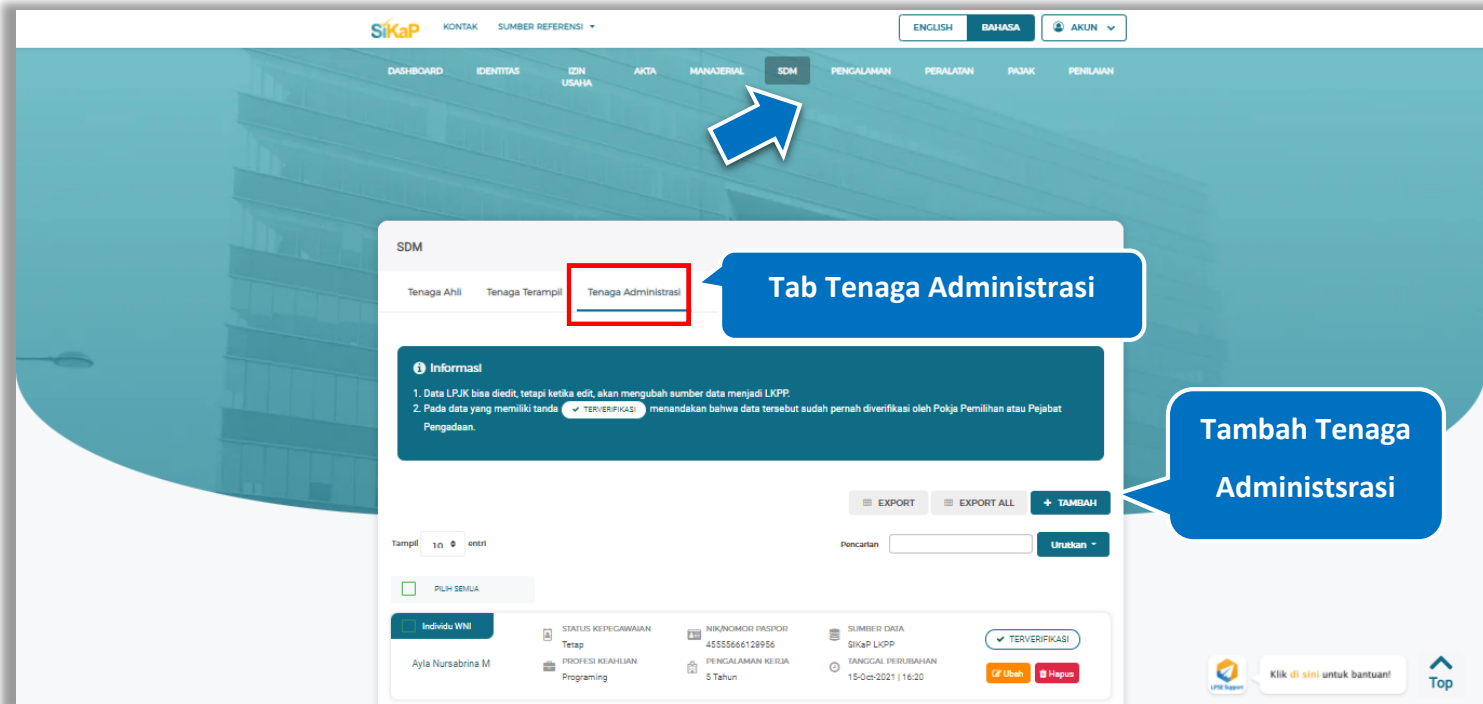 SiKaP KONTAK SUMBER REFERENSI ENGLISH BAHASA AKUN
DASHBOARD IDENTITAS IZIN USAHA AKTA MANAJERIAL SDM PENGALAMAN PERALATAN PAJAK PENILAIAN
SDM
Tenaga Ahli Tenaga Terampil Tenaga Administrasi
Tab Tenaga Administrasi
Informasi
1. Data LPJK bisa diedit, tetapi ketika edit, akan mengubah sumber data menjadi LKPP.
2. Pada data yang memiliki tanda TERVERIFIKASI menandakan bahwa data tersebut sudah pernah diverifikasi oleh Pokja Pemilihan atau Pejabat
Pengadaan.
Tambah Tenaga
Administsrasi
EXPORT EXPORT ALL + TAMBAH
Tampil 10 entri Pencarian Urutkan
PILIH SEMUA
Individu WNI
Ayla Nursabrina M
STATUS KEPEGAWAIAN
Tetap
PROFESI KEAHLIAN
Programing
NIK/NOMOR PASPOR
45555666128956
PENGALAMAN KERJA
5 Tahun
SUMBER DATA
SIKaP LKPP
TANGGAL PERUBAHAN
15-Oct-2021 | 16:20
TERVERIFIKASI
Ubah Hapus
LPSE Support
Klik di sini untuk bantuan!
Top